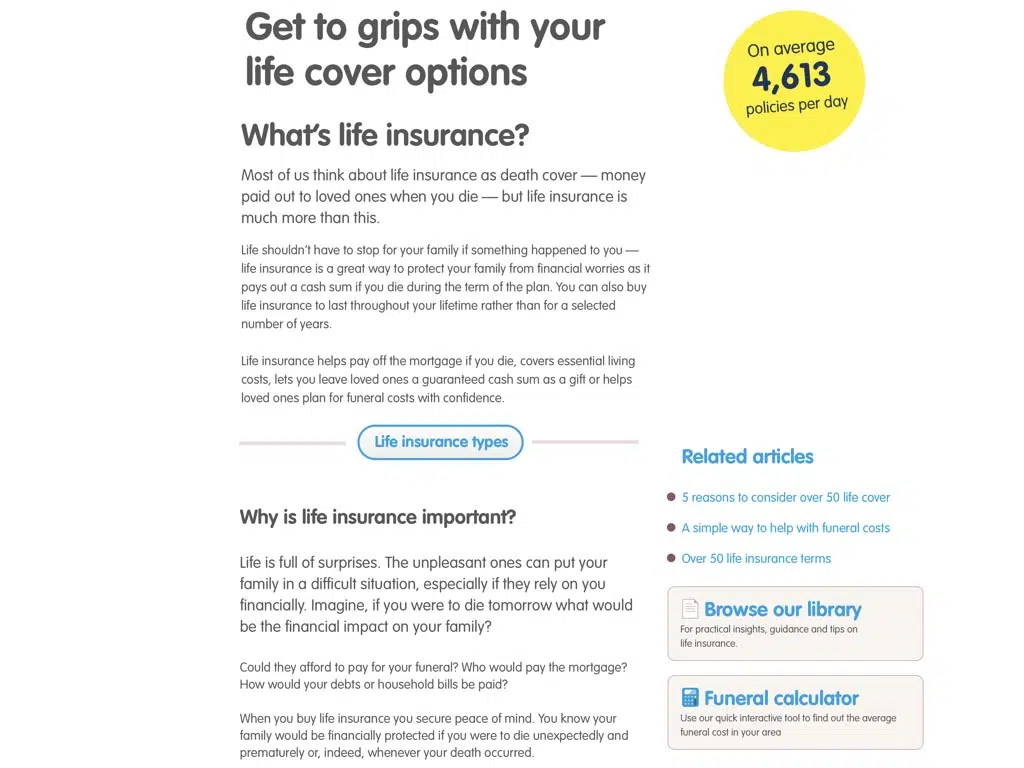 Get to grips with your
life cover options
On average
4,613
policies per day
What's life insurance?
Most of us think about life insurance as death cover — money
paid out to loved ones when you die — but life insurance is
much more than this.
Life shouldn't have to stop for your family if something happened to you —
life insurance is a great way to protect your family from financial worries as it
pays out a cash sum if you die during the term of the plan. You can also buy
life insurance to last throughout your lifetime rather than for a selected
number of years.
Life insurance helps pay off the mortgage if you die, covers essential living
costs, lets you leave loved ones a guaranteed cash sum as a gift or helps
loved ones plan for funeral costs with confidence.
Life insurance types
Why is life insurance important?
Life is full of surprises. The unpleasant ones can put your
family in a difficult situation, especially if they rely on you
financially. Imagine, if you were to die tomorrow what would
be the financial impact on your family?
Could they afford to pay for your funeral? Who would pay the mortgage?
How would your debts or household bills be paid?
When you buy life insurance you secure peace of mind. You know your
family would be financially protected if you were to die unexpectedly and
prematurely or, indeed, whenever your death occurred.
Related articles
5 reasons to consider over 50 life cover
A simple way to help with funeral costs
Over 50 life insurance terms
Browse our library
For practical insights, guidance and tips on
life insurance.
Funeral calculator
Use our quick interactive tool to find out the average
funeral cost in your area